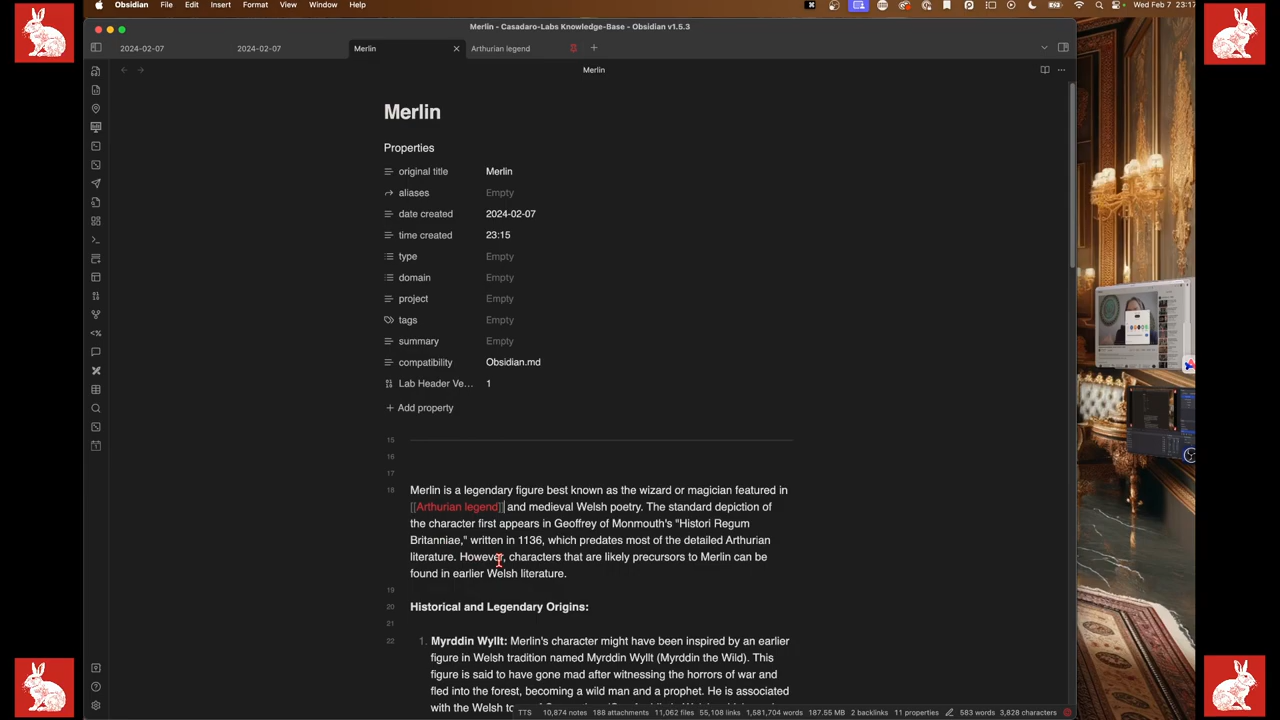 Obsidian File Edit Insert Format View Window Help
Wed Feb 7 23:17
Merlin - Casadaro-Labs Knowledge-Base - Obsidian v1.5.3
2024-02-07 2024-02-07 Merlin Arthurian legend
Merlin
Merlin
Properties
original title Merlin
aliases Empty
date created 2024-02-07
time created 23:15
type Empty
domain Empty
project Empty
tags Empty
summary Empty
compatibility Obsidian.md
Lab Header Ve... 1
Add property
15
16
17
18 Merlin is a legendary figure best known as the wizard or magician featured in
[[Arthurian legend]] and medieval Welsh poetry. The standard depiction of
the character first appears in Geoffrey of Monmouth's "Histori Regum
Britanniae," written in 1136, which predates most of the detailed Arthurian
literature. However, characters that are likely precursors to Merlin can be
found in earlier Welsh literature.
19
20 Historical and Legendary Origins:
21
22 1. Myrddin Wyllt: Merlin's character might have been inspired by an earlier
figure in Welsh tradition named Myrddin Wyllt (Myrddin the Wild). This
figure is said to have gone mad after witnessing the horrors of war and
fled into the forest, becoming a wild man and a prophet. He is associated
with the Welsh
TTS 10,874 notes 188 attachments 11,062 files 55,108 links 1,581,704 words 187.55 MB 2 backlinks 11 properties 583 words 3,828 characters